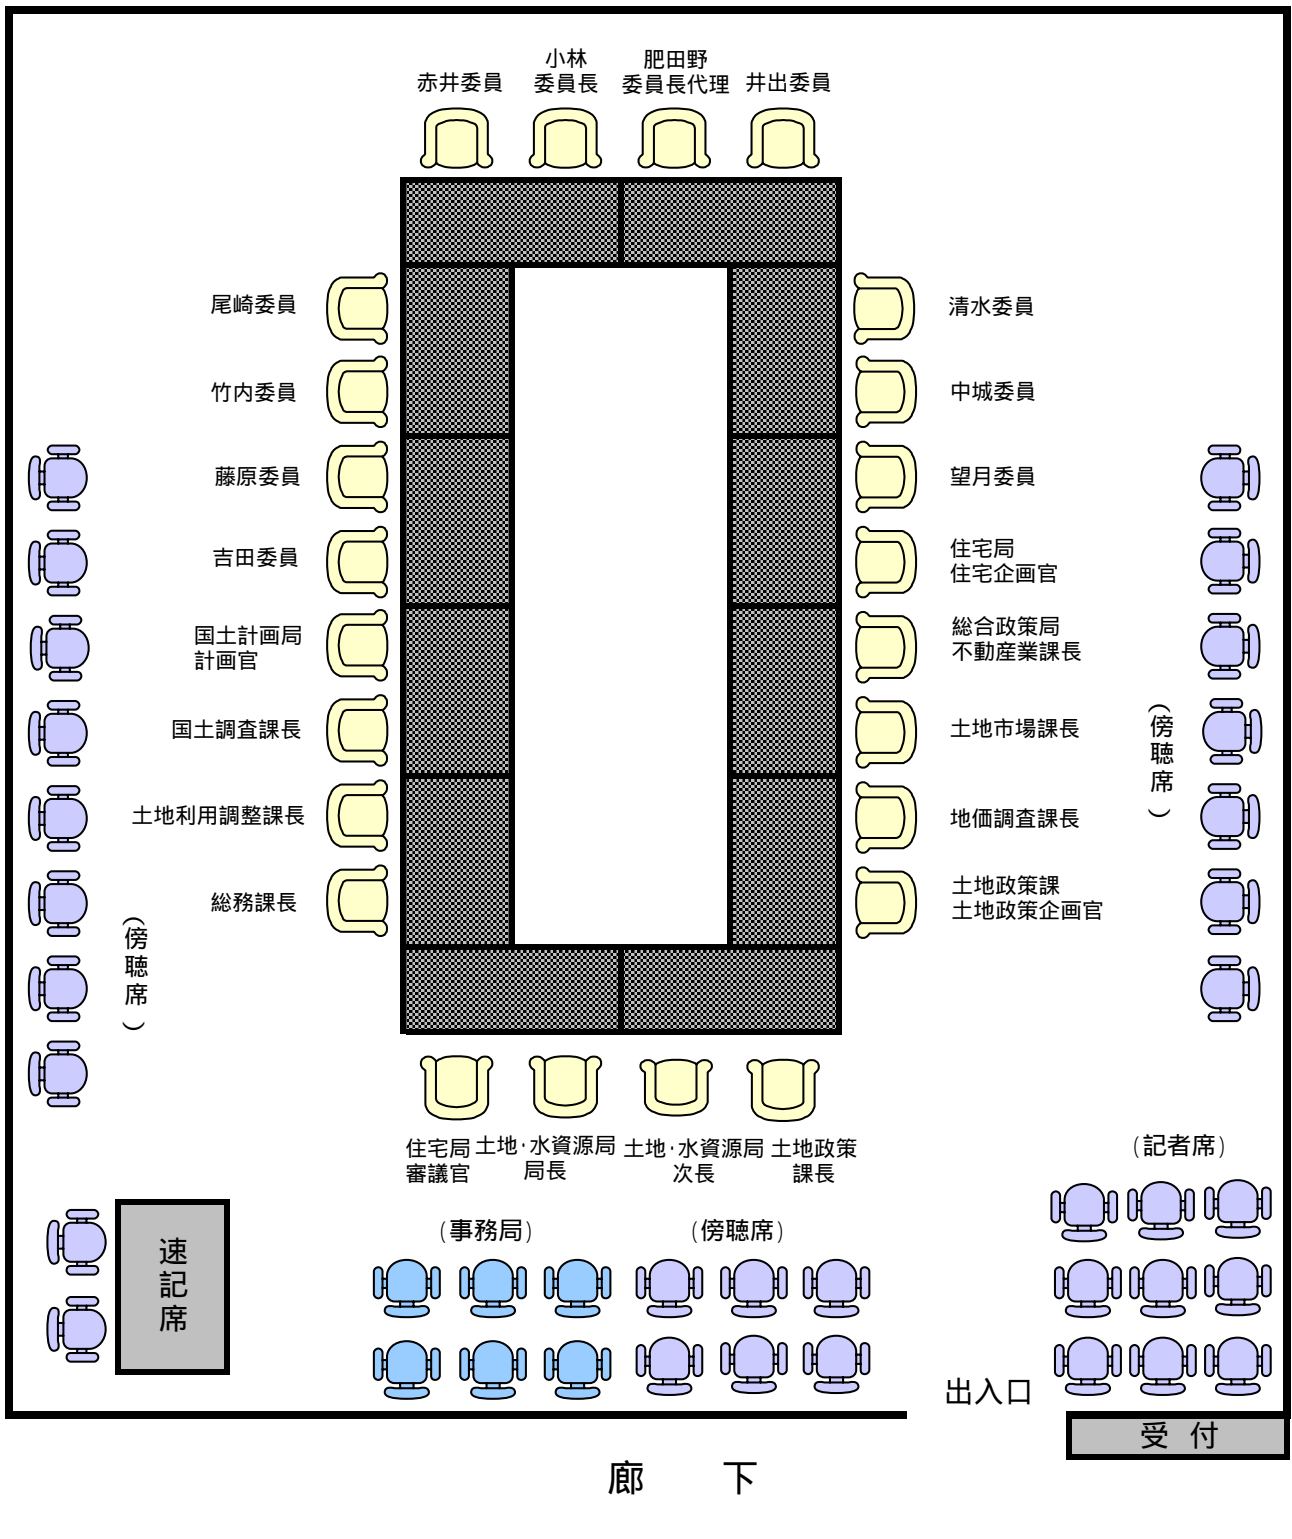 赤井委員
小林
委員長
肥田野
委員長代理
井出委員
尾崎委員
清水委員
竹内委員
中城委員
藤原委員
望月委員
吉田委員
住宅局
住宅企画官
国土計画局
計画官
総合政策局
不動産業課長
国土調査課長
土地市場課長
(傍聴席)
土地利用調整課長
地価調査課長
総務課長
土地政策課
土地政策企画官
(傍聴席)
住宅局
審議官
土地・水資源局
局長
土地・水資源局
次長
土地政策
課長
(記者席)
(事務局)
(傍聴席)
速記席
出入口
受 付
廊 下